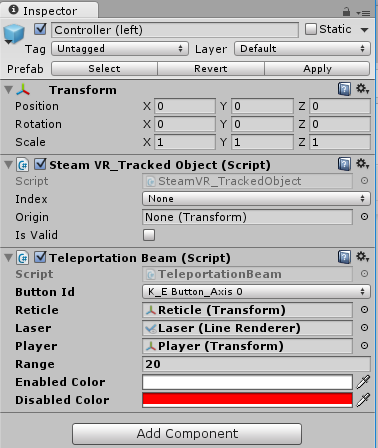 Inspector
Controller (left) Static
Tag Untagged Layer Default
Prefab Select Revert Apply
Transform
Position X 0 Y 0 Z 0
Rotation X 0 Y 0 Z 0
Scale X 1 Y 1 Z 1
Steam VR_Tracked Object (Script)
Script SteamVR_TrackedObject
Index None
Origin None (Transform)
Is Valid
Teleportation Beam (Script)
Script TeleportationBeam
Button Id K_E Button_Axis 0
Reticle Reticle (Transform)
Laser Laser (Line Renderer)
Player Player (Transform)
Range 20
Enabled Color
Disabled Color
Add Component